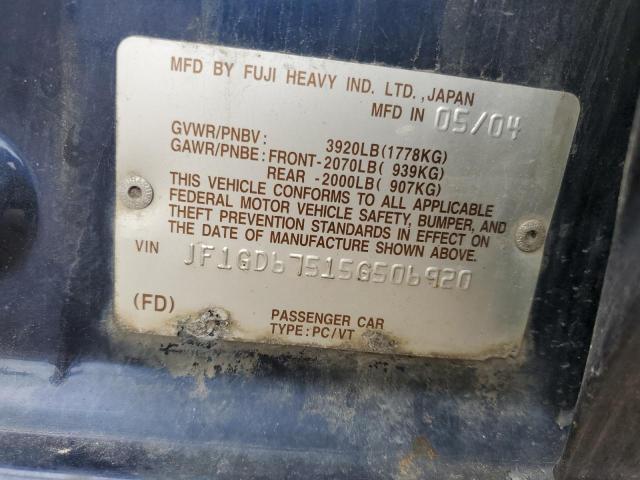 MFD BY FUJI HEAVY IND. LTD.,JAPAN
MFD IN 05/04
GVWR/PNBV: 3920LB(1778KG)
GAWR/PNBE:FRONT-2070LB( 939KG)
REAR -2000LB( 907KG)
THIS VEHICLE CONFORMS TO ALL APPLICABLE
FEDERAL MOTOR VEHICLE SAFETY, BUMPER, AND
THEFT PREVENTION STANDARDS IN EFFECT ON
THE DATE OF MANUFACTURE SHOWN ABOVE.
VIN JF1GD67515G506920
(FD) PASSENGER CAR
TYPE:PC/VT